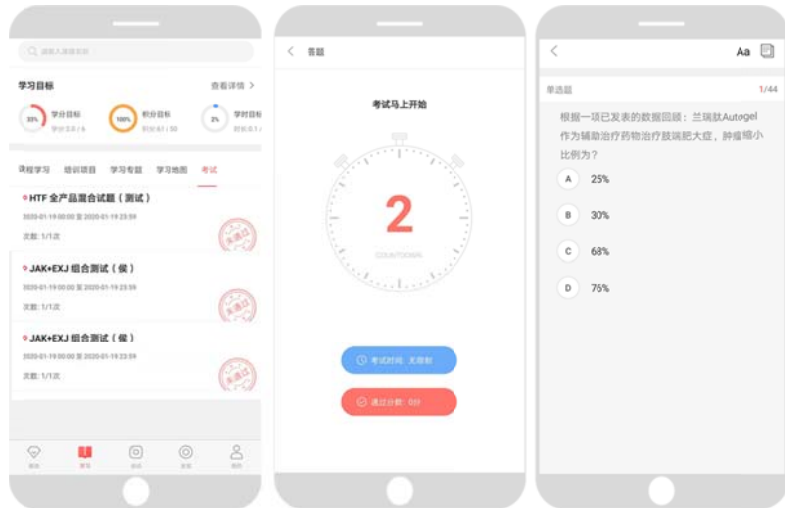 学习目标
查看详情 >
33%
学分目标
100%
积分目标
积分:61 / 50
2%
学时目标
课程学习 培训项目 学习专题 学习地图 考试
HTF 全产品混合试题(测试)
2020-01-19 00:00 至 2020-01-19 23:59
次数: 1/1次
未通过
JAK+EXJ 组合测试(侯)
2020-01-19 00:00 至 2020-01-19 23:59
次数: 1/1次
未通过
JAK+EXJ 组合测试(侯)
2020-01-19 00:00 至 2020-01-19 23:59
次数: 1/1次
未通过
学习
答题
考试马上开始
2
COUNTDOWN
考试时间: 无限制
通过分数: 0分
Aa
单选题
1/44
根据一项已发表的数据回顾：兰瑞肽Autogel
作为辅助治疗药物治疗肢端肥大症，肿瘤缩小
比例为？
A 25%
B 30%
C 68%
D 75%